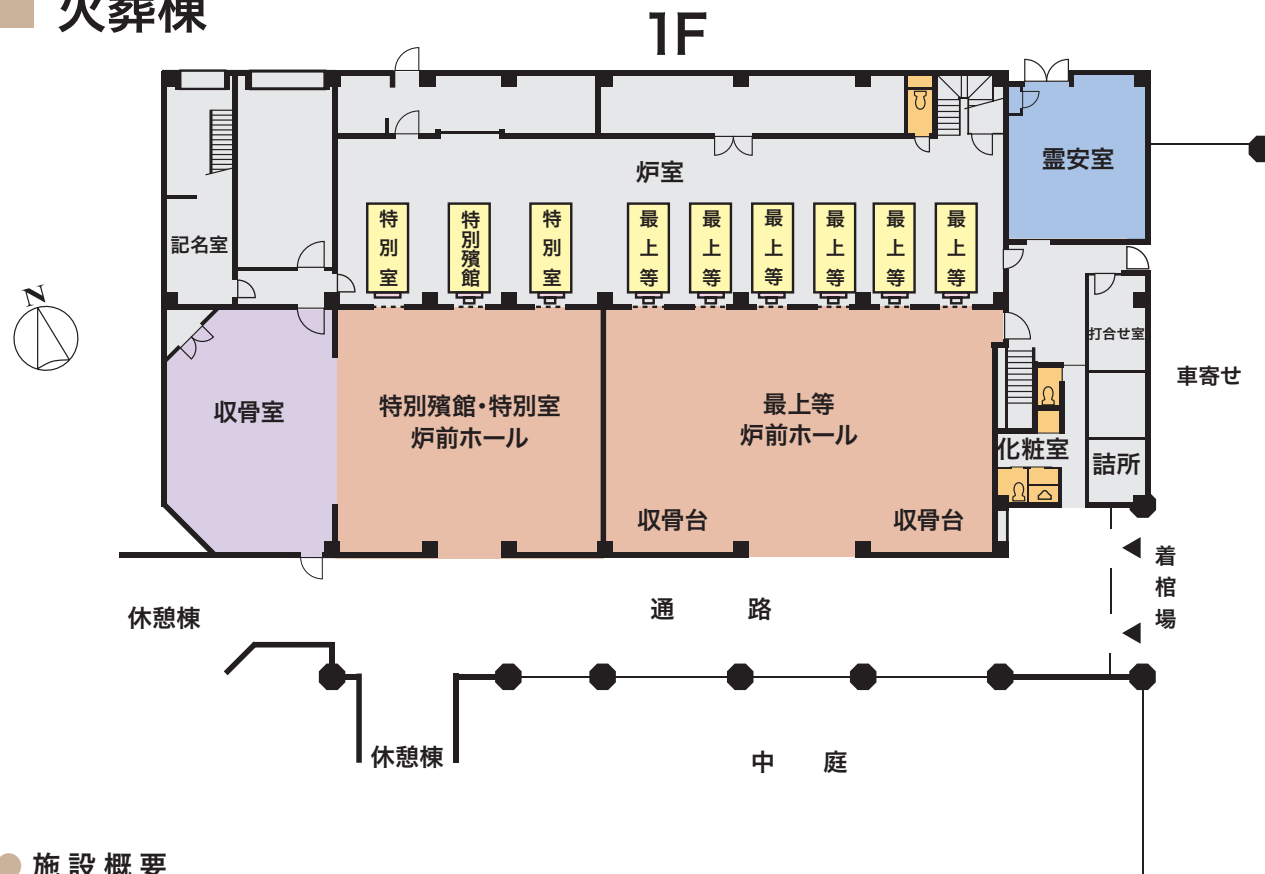 火葬棟
1F
炉室
霊安室
特別室
特別殯館
特別室
最上等
最上等
最上等
最上等
最上等
最上等
記名室
N
打合せ室
車寄せ
収骨室
特別殯館・特別室
炉前ホール
最上等
炉前ホール
化粧室
詰所
収骨台
収骨台
着棺場
休憩棟
通路
休憩棟
中庭
施設概要